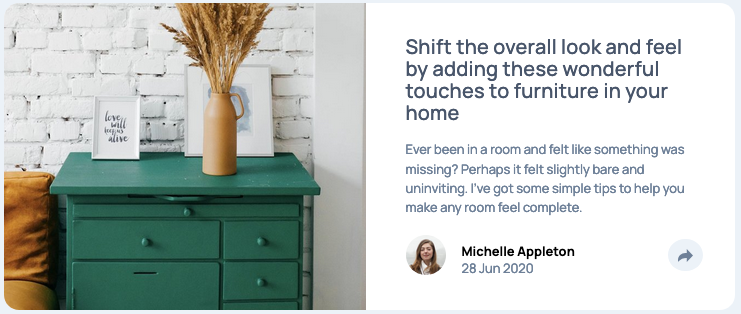 love
will
keep us
alive
Shift the overall look and feel
by adding these wonderful
touches to furniture in your
home
Ever been in a room and felt like something was
missing? Perhaps it felt slightly bare and
uninviting. I've got some simple tips to help you
make any room feel complete.
Michelle Appleton
28 Jun 2020